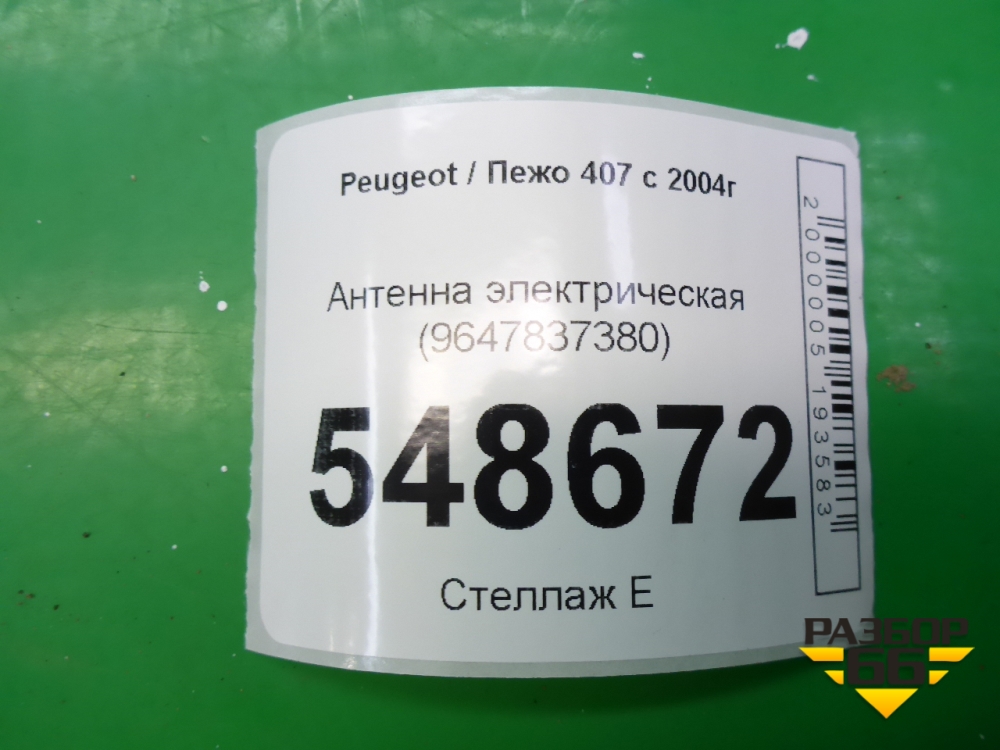 Peugeot / Пежо 407 с 2004г
Антенна электрическая
(9647837380)
548672
Стеллаж Е
2000005193583
РАЗБОР
66